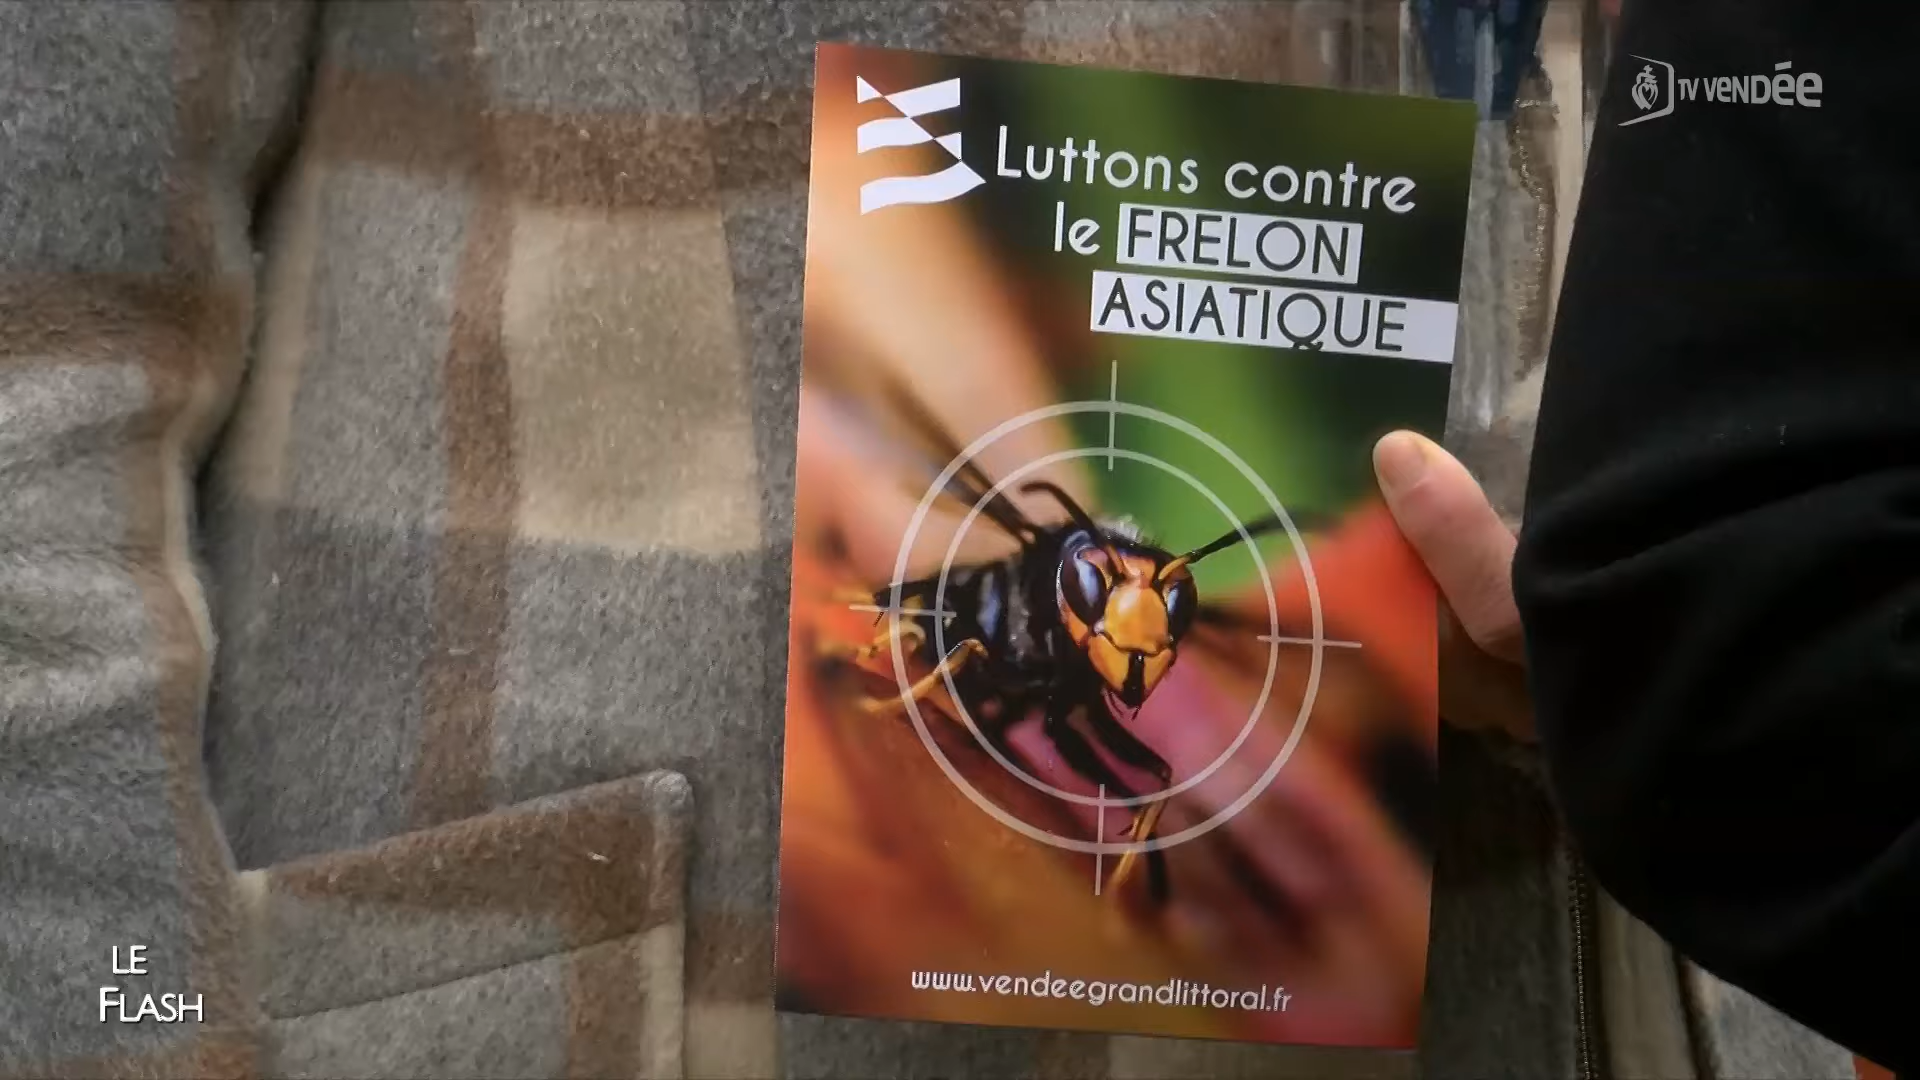 TV VENDÉE
Luttons contre
le FRELON
ASIATIQUE
www.vendeegrandlittoral.fr
LE
FLASH